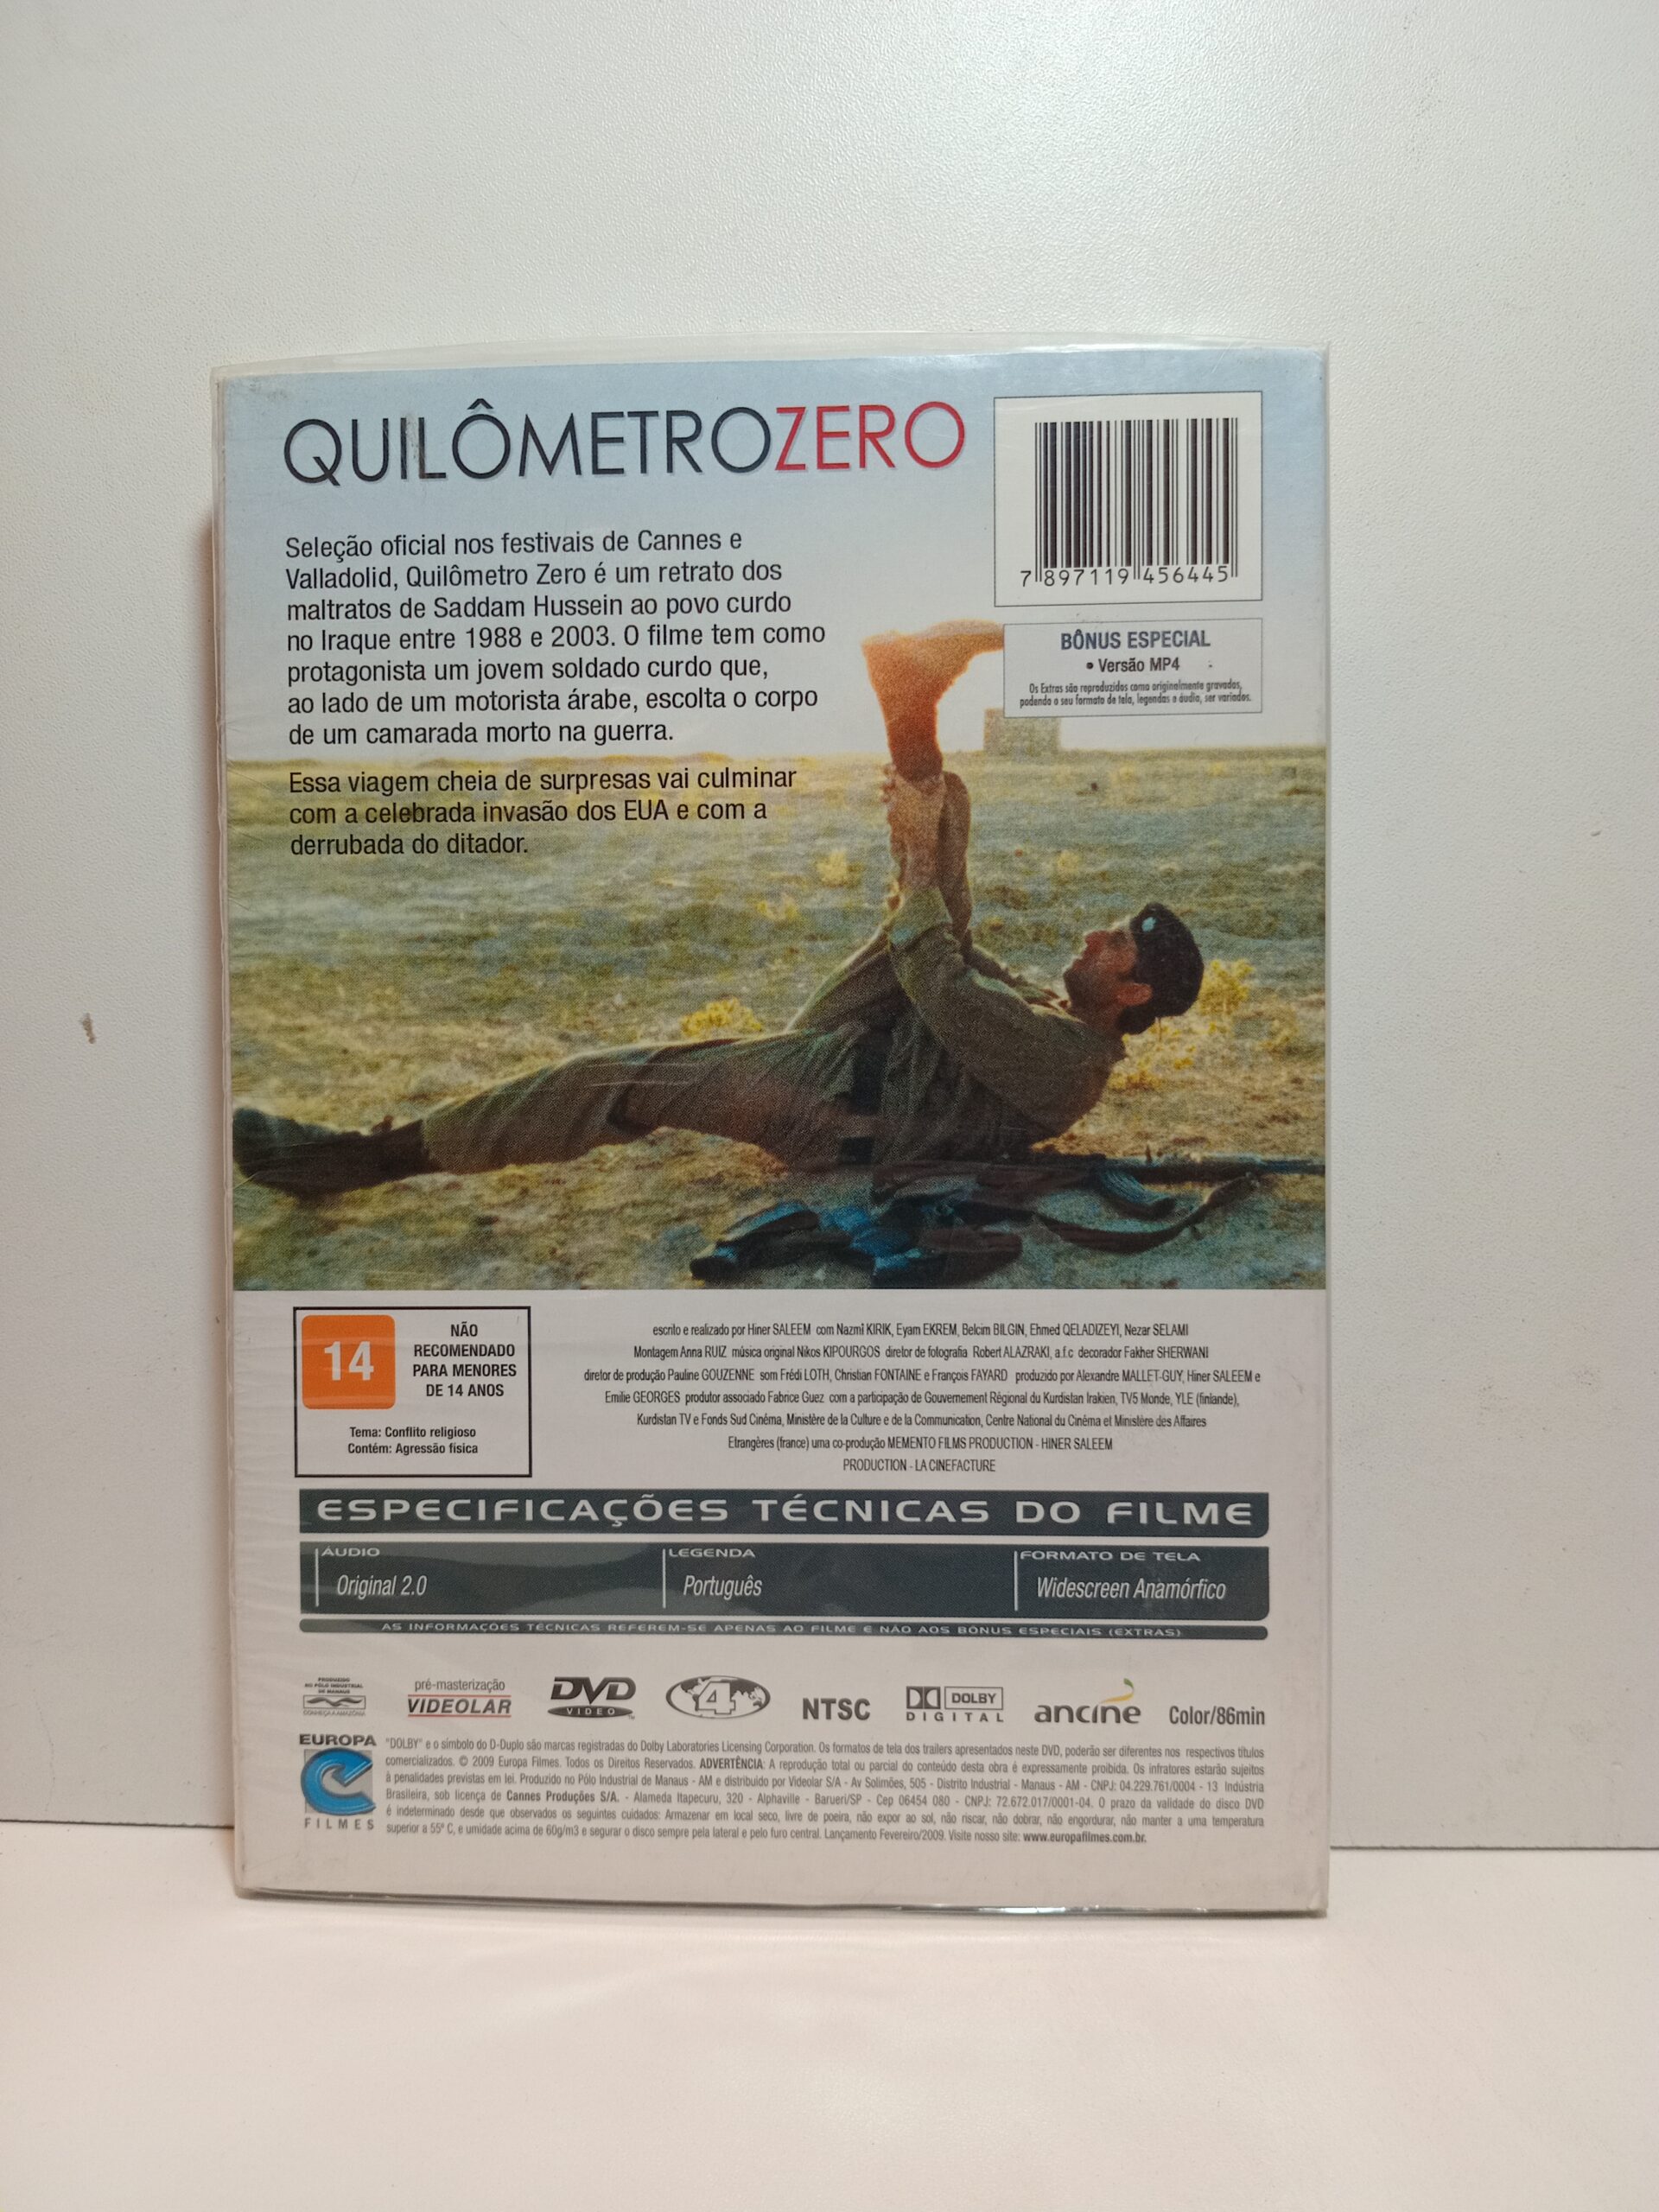 QUILÔMETROZERO
Seleção oficial nos festivais de Cannes e
Valladolid, Quilômetro Zero é um retrato dos
maltratos de Saddam Hussein ao povo curdo
no Iraque entre 1988 e 2003. O filme tem como
protagonista um jovem soldado curdo que,
ao lado de um motorista árabe, escolta o corpo
de um camarada morto na guerra.
Essa viagem cheia de surpresas vai culminar
com a celebrada invasão dos EUA e com a
derrubada do ditador.
7 897119 456445
BÔNUS ESPECIAL
• Versão MP4
Os Extras são reproduzidos como originalmente gravados,
podendo o seu formato de tela, legendas e áudio, ser variados.
14
NÃO
RECOMENDADO
PARA MENORES
DE 14 ANOS
Tema: Conflito religioso
Contém: Agressão física
escrito e realizado por Hiner SALEEM com Nazmî KIRIK, Eyam EKREM, Belcim BILGIN, Ehmed QELADIZEYI, Nezar SELAMI
Montagem Anna RUIZ música original Nikos KIPOURGOS diretor de fotografia Robert ALAZRAKI, a.f.c decorador Fakher SHERWANI
diretor de produção Pauline GOUZENNE som Frédi LOTH, Christian FONTAINE e François FAYARD produzido por Alexandre MALLET-GUY, Hiner SALEEM e
Emilie GEORGES produtor associado Fabrice Guez com a participação de Gouvernement Régional du Kurdistan Irakien, TV5 Monde, YLE (finlande),
Kurdistan TV e Fonds Sud Cinéma, Ministère de la Culture e de la Communication, Centre National du Cinéma et Ministère des Affaires
Etrangères (france) uma co-produção MEMENTO FILMS PRODUCTION - HINER SALEEM
PRODUCTION - LA CINEFACTURE
ESPECIFICAÇÕES TÉCNICAS DO FILME
ÁUDIO
Original 2.0
LEGENDA
Português
FORMATO DE TELA
Widescreen Anamórfico
AS INFORMAÇÕES TÉCNICAS REFEREM-SE APENAS AO FILME E NÃO AOS BÔNUS ESPECIAIS (EXTRAS)
PRODUZIDO
NO PÓLO INDUSTRIAL
DE MANAUS
CONHEÇA A AMAZÔNIA
pré-masterização
VIDEOLAR
DVD
VIDEO
4
NTSC
DOLBY
DIGITAL
ancine
Color/86min
EUROPA
FILMES
"DOLBY" e o símbolo do D-Duplo são marcas registradas do Dolby Laboratories Licensing Corporation. Os formatos de tela dos trailers apresentados neste DVD, poderão ser diferentes nos respectivos títulos
comercializados. © 2009 Europa Filmes. Todos os Direitos Reservados. ADVERTÊNCIA: A reprodução total ou parcial do conteúdo desta obra é expressamente proibida. Os infratores estarão sujeitos
à penalidades previstas em lei. Produzido no Pólo Industrial de Manaus - AM e distribuido por Videolar S/A - Av Solimões, 505 - Distrito Industrial - Manaus - AM - CNPJ: 04.229.761/0004 - 13 Indústria
Brasileira, sob licença de Cannes Produções S/A. - Alameda Itapecuru, 320 - Alphaville - Barueri/SP - Cep 06454 080 - CNPJ: 72.672.017/0001-04. O prazo da validade do disco DVD
é indeterminado desde que observados os seguintes cuidados: Armazenar em local seco, livre de poeira, não expor ao sol, não riscar, não dobrar, não engordurar, não manter a uma temperatura
superior a 55º C, e umidade acima de 60g/m3 e segurar o disco sempre pela lateral e pelo furo central. Lançamento Fevereiro/2009. Visite nosso site: www.europafilmes.com.br.